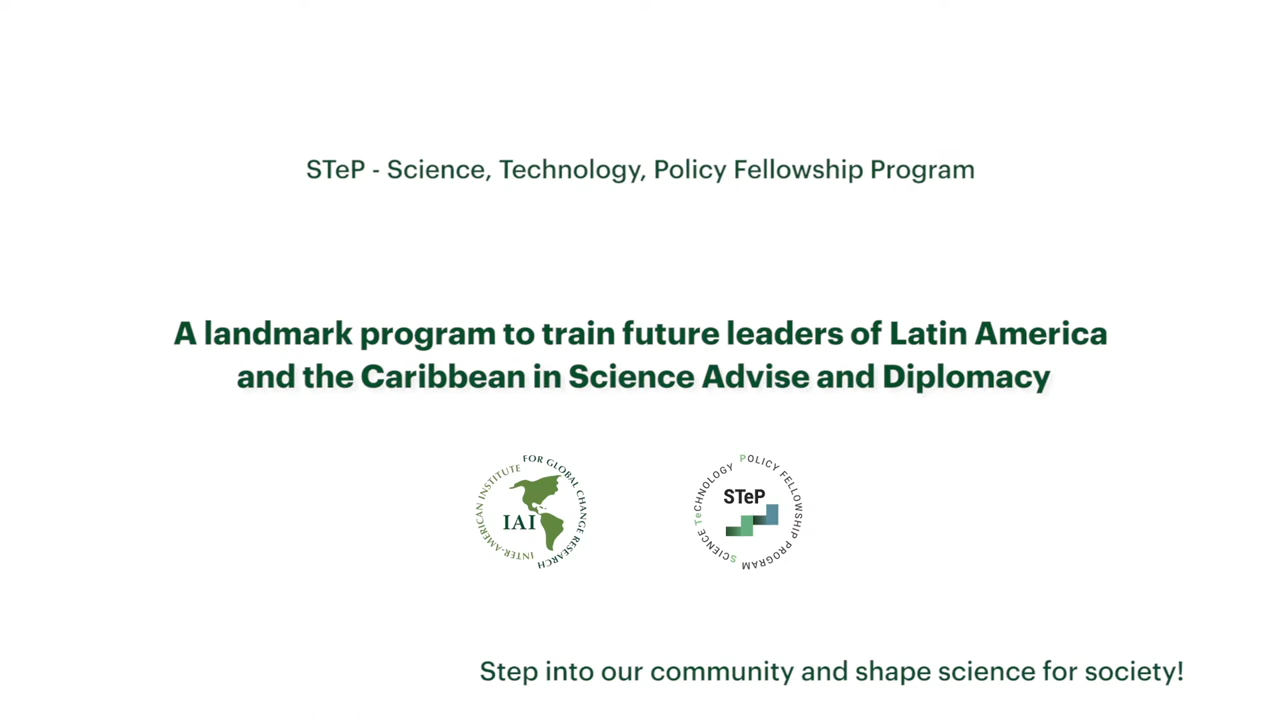 STeP - Science, Technology, Policy Fellowship Program
A landmark program to train future leaders of Latin America
and the Caribbean in Science Advise and Diplomacy
INTER-AMERICAN INSTITUTE FOR GLOBAL CHANGE RESEARCH
IAI
SCIENCE TeCHNOLOGY POLICY FELLOWSHIP PROGRAM
STeP
Step into our community and shape science for society!